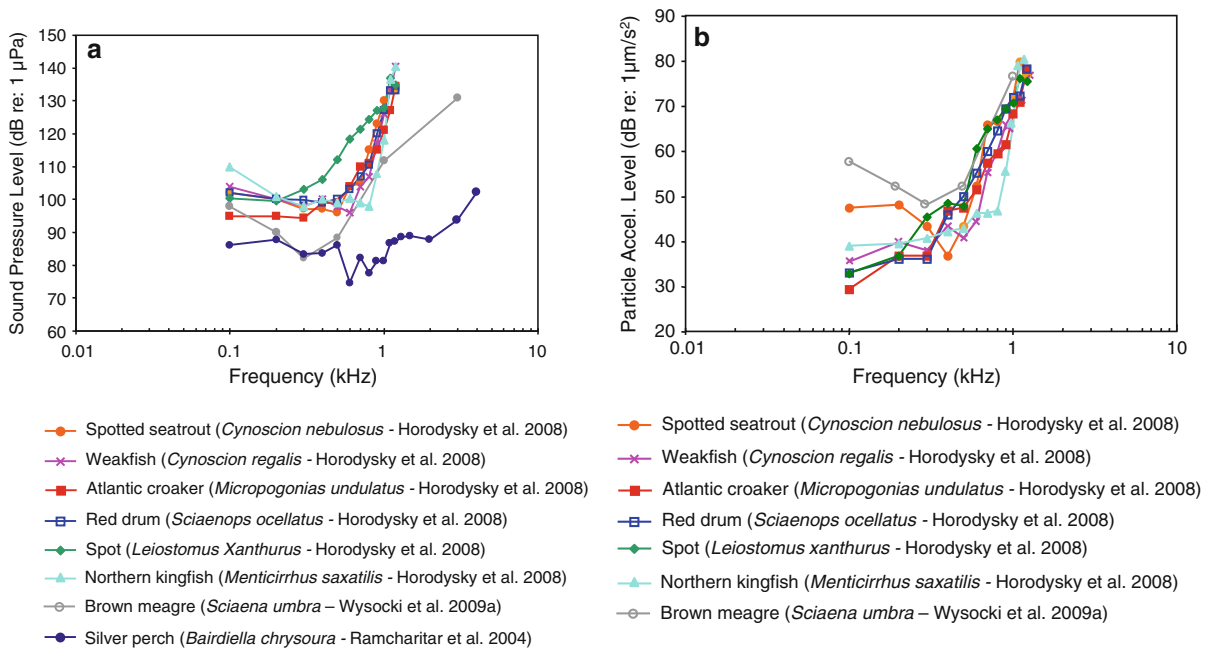 a
Sound Pressure Level (dB re: 1 μPa)
150
140
130
120
110
100
90
80
70
60
0.01
0.1
1
10
Frequency (kHz)
Spotted seatrout (Cynoscion nebulosus - Horodysky et al. 2008)
Weakfish (Cynoscion regalis - Horodysky et al. 2008)
Atlantic croaker (Micropogonias undulatus - Horodysky et al. 2008)
Red drum (Sciaenops ocellatus - Horodysky et al. 2008)
Spot (Leiostomus Xanthurus - Horodysky et al. 2008)
Northern kingfish (Menticirrhus saxatilis - Horodysky et al. 2008)
Brown meagre (Sciaena umbra – Wysocki et al. 2009a)
Silver perch (Bairdiella chrysoura - Ramcharitar et al. 2004)
b
Particle Accel. Level (dB re: 1μm/s²)
90
80
70
60
50
40
30
20
0.01
0.1
1
10
Frequency (kHz)
Spotted seatrout (Cynoscion nebulosus - Horodysky et al. 2008)
Weakfish (Cynoscion regalis - Horodysky et al. 2008)
Atlantic croaker (Micropogonias undulatus - Horodysky et al. 2008)
Red drum (Sciaenops ocellatus - Horodysky et al. 2008)
Spot (Leiostomus xanthurus - Horodysky et al. 2008)
Northern kingfish (Menticirrhus saxatilis - Horodysky et al. 2008)
Brown meagre (Sciaena umbra – Wysocki et al. 2009a)